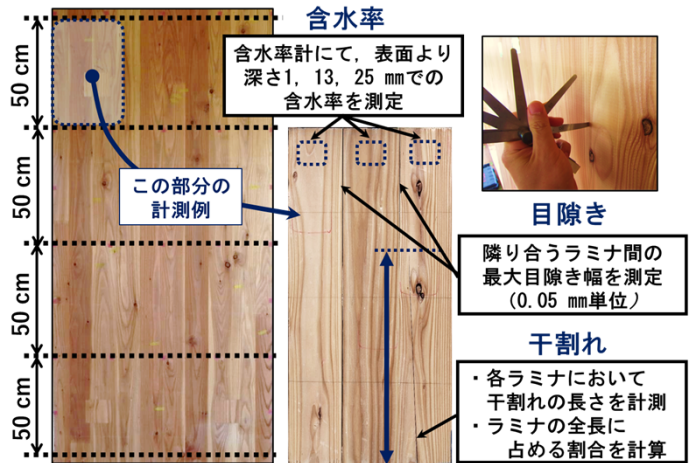 含水率
含水率計にて，表面より
深さ1，13，25 mmでの
含水率を測定
50 cm
50 cm
50 cm
50 cm
この部分の
計測例
目隙き
隣り合うラミナ間の
最大目隙き幅を測定
（0.05 mm単位）
干割れ
・各ラミナにおいて
干割れの長さを計測
・ラミナの全長に
占める割合を計算